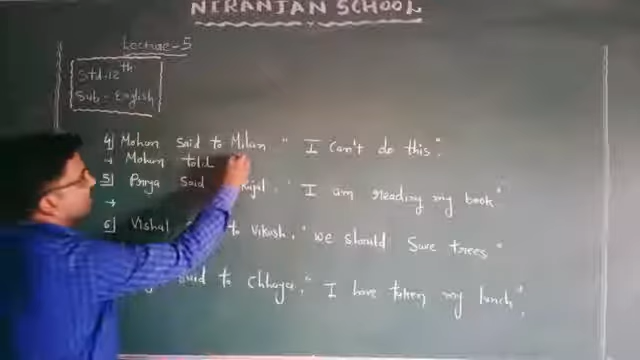 NIRANJAN SCHOOL
Lecture-5
Std-12th
Sub - English
4] Mohan said to Milan " I can't do this".
→ Mohan told
5] Priya said "I am reading my book"
→
6] Vishal to Vikash, "we should save trees"
said to Chhaya, "I have taken my lunch".